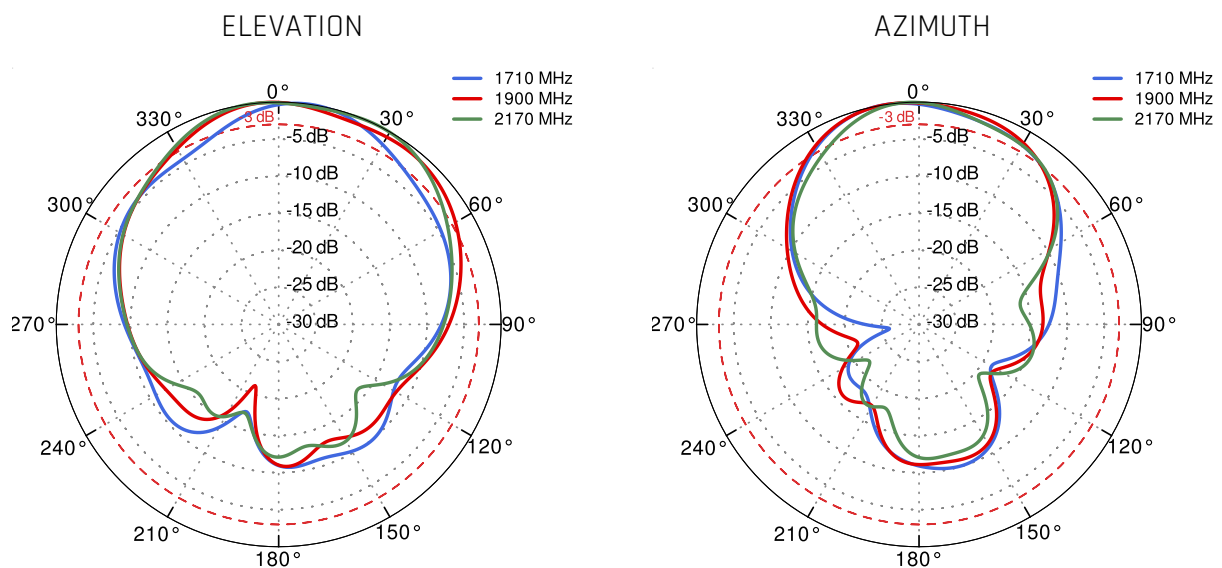 ELEVATION
1710 MHz
1900 MHz
2170 MHz
0°
30°
60°
90°
120°
150°
180°
210°
240°
270°
300°
330°
3 dB
-5 dB
-10 dB
-15 dB
-20 dB
-25 dB
-30 dB
AZIMUTH
1710 MHz
1900 MHz
2170 MHz
0°
30°
60°
90°
120°
150°
180°
210°
240°
270°
300°
330°
-3 dB
-5 dB
-10 dB
-15 dB
-20 dB
-25 dB
-30 dB